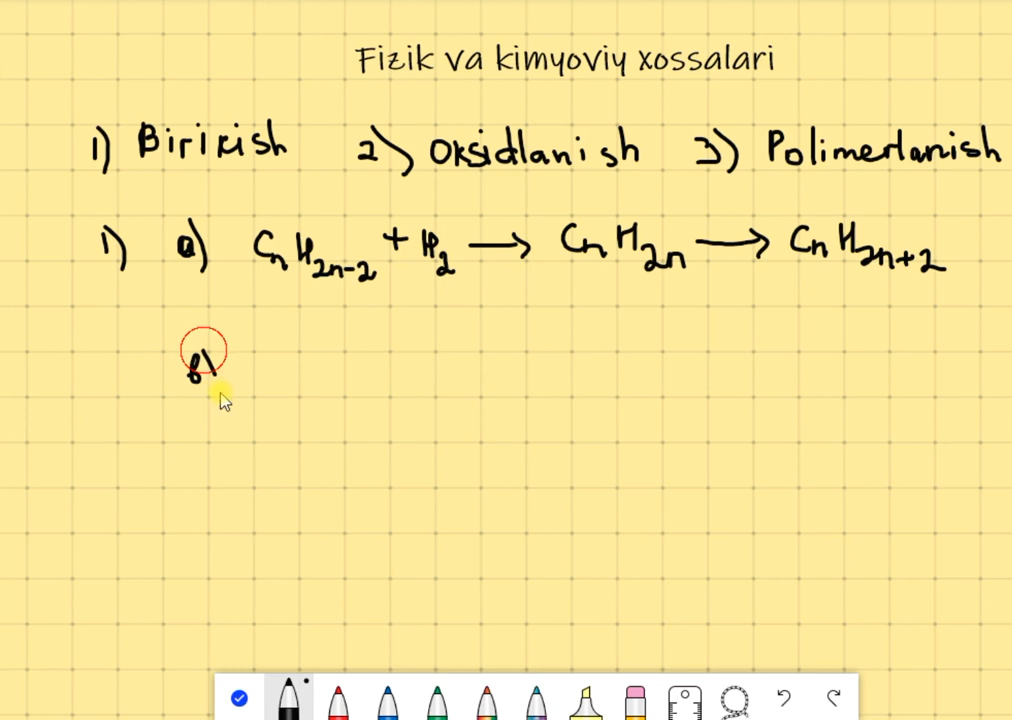 Fizik va kimyoviy xossalari
1) Birikish 2) Oksidlanish 3) Polimerlanish
1) a) CnH2n-2 + H2 → CnH2n → CnH2n+2
b)